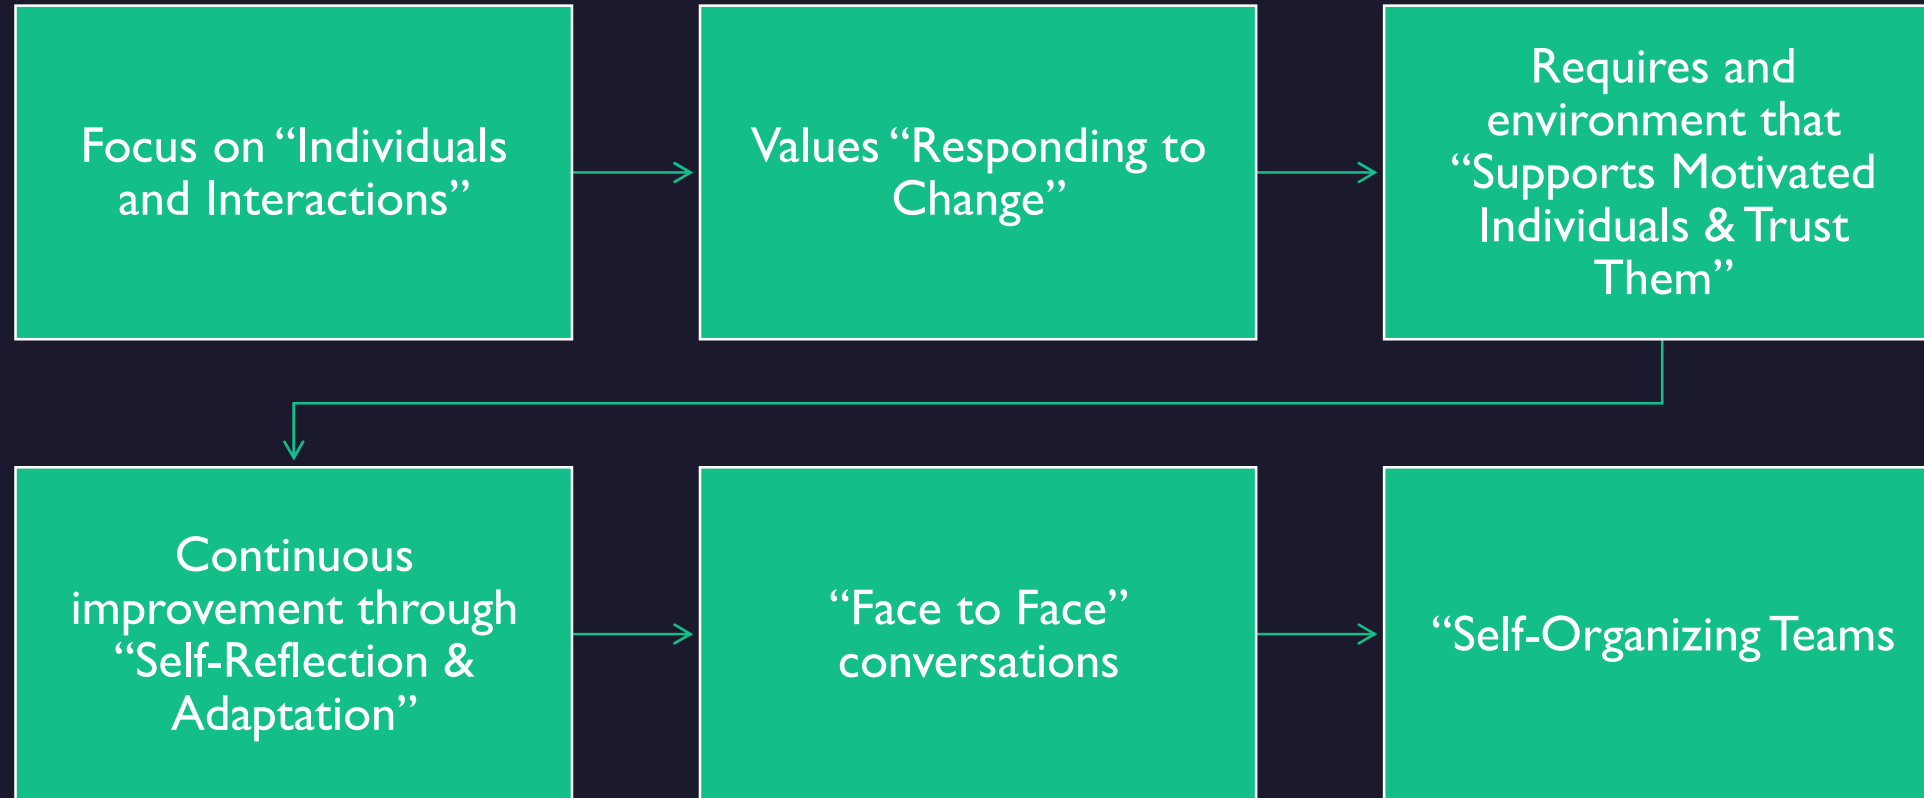 Focus on “Individuals
and Interactions”
Values “Responding to
Change”
Requires and
environment that
“Supports Motivated
Individuals & Trust
Them”
Continuous
improvement through
“Self-Reflection &
Adaptation”
“Face to Face”
conversations
“Self-Organizing Teams